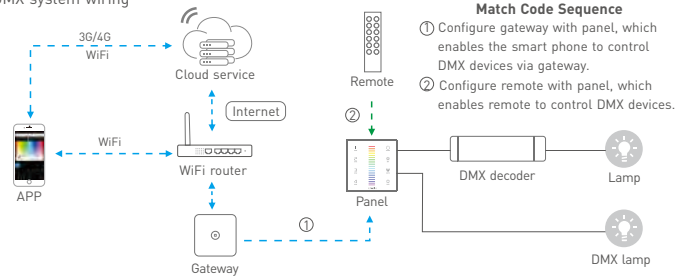 DMX system wiring
Match Code Sequence
① Configure gateway with panel, which
enables the smart phone to control
DMX devices via gateway.
② Configure remote with panel, which
enables remote to control DMX devices.
3G/4G
WiFi
Cloud service
Remote
Internet
②
WiFi
WiFi router
APP
DMX decoder
Lamp
Panel
①
Gateway
DMX lamp